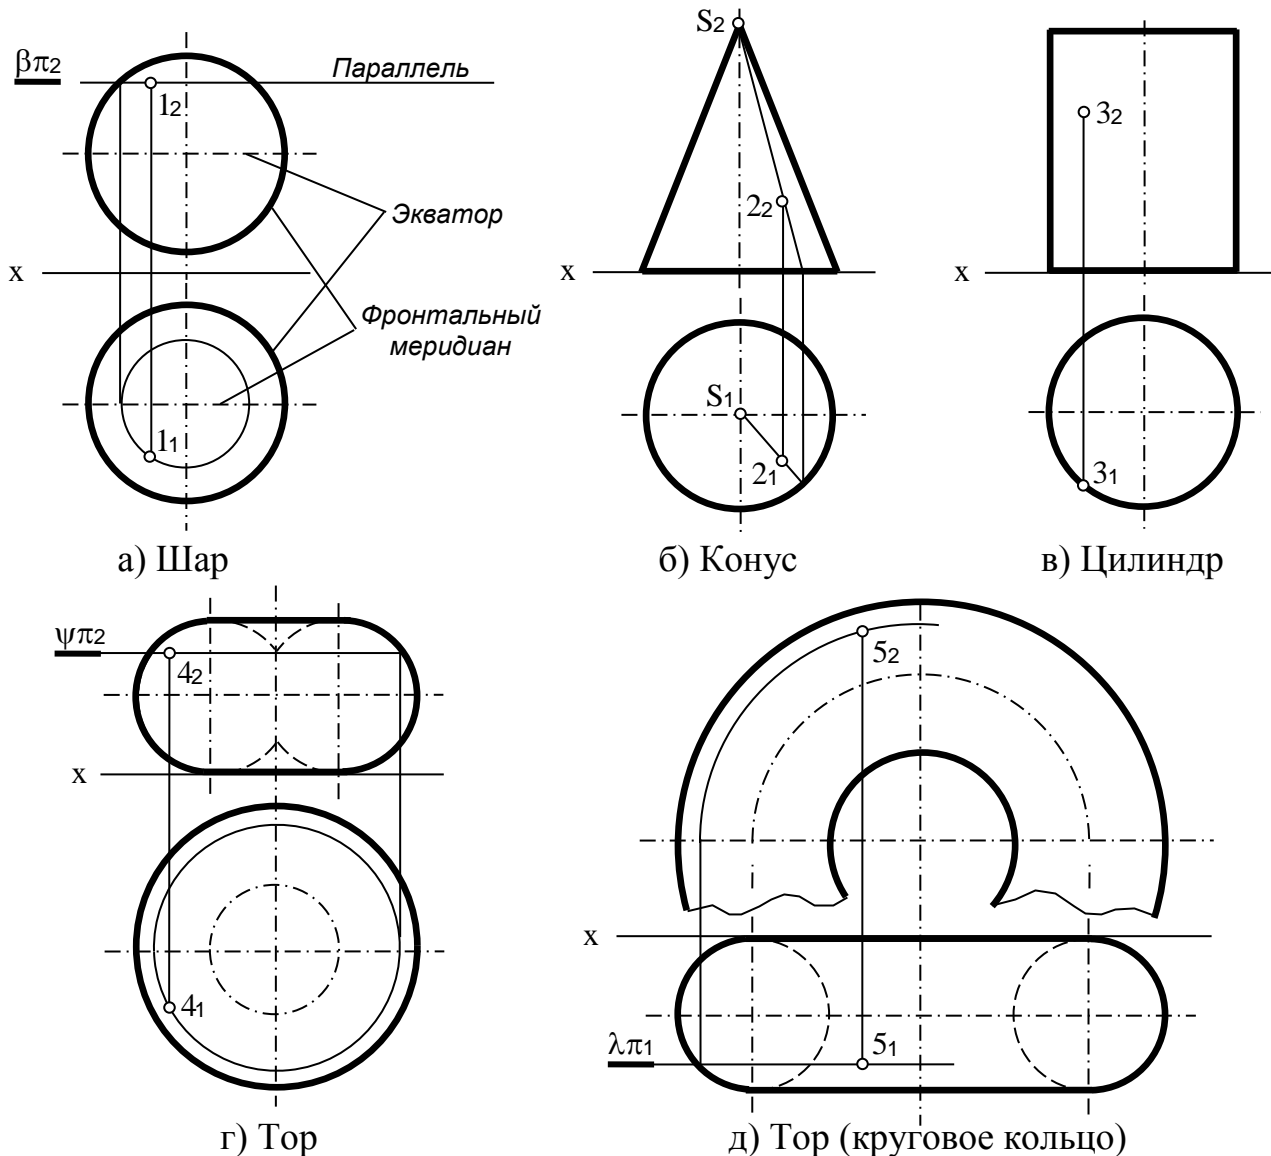 βπ2
Параллель
12
Экватор
x
Фронтальный
меридиан
11
а) Шар
S2
22
x
S1
21
б) Конус
32
x
31
в) Цилиндр
ψπ2
42
x
41
г) Тор
52
x
λπ1
51
д) Тор (круговое кольцо)